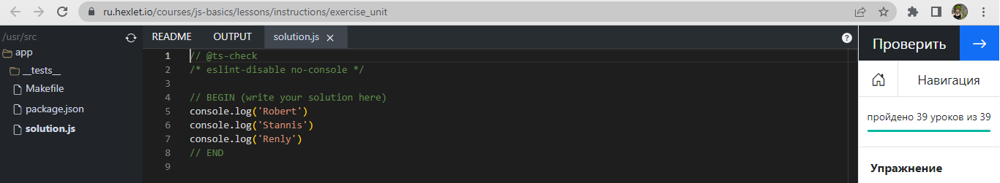 ru.hexlet.io/courses/js-basics/lessons/instructions/exercise_unit
/usr/src
app
__tests__
Makefile
package.json
solution.js
README OUTPUT solution.js ×
?
1 // @ts-check
2 /* eslint-disable no-console */
3
4 // BEGIN (write your solution here)
5 console.log('Robert')
6 console.log('Stannis')
7 console.log('Renly')
8 // END
9
Проверить
Навигация
пройдено 39 уроков из 39
Упражнение